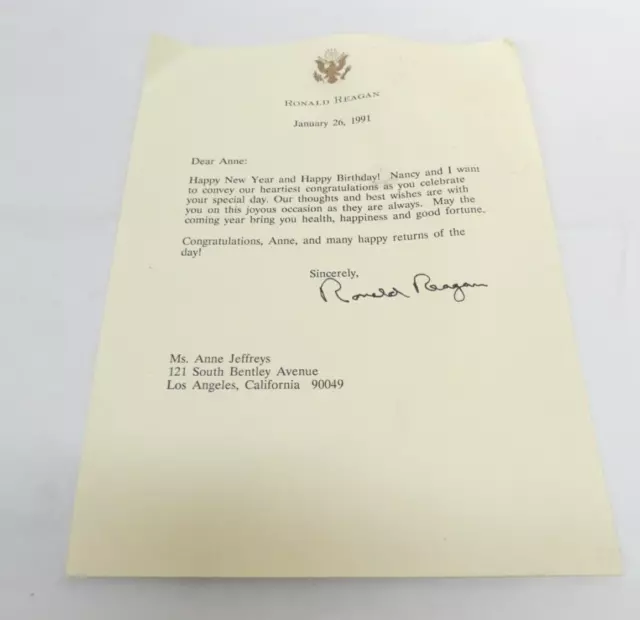 RONALD REAGAN
January 26, 1991
Dear Anne:
Happy New Year and Happy Birthday! Nancy and I want
to convey our heartiest congratulations as you celebrate
your special day. Our thoughts and best wishes are with
you on this joyous occasion as they are always. May the
coming year bring you health, happiness and good fortune.
Congratulations, Anne, and many happy returns of the
day!
Sincerely,
Ronald Reagan
Ms. Anne Jeffreys
121 South Bentley Avenue
Los Angeles, California 90049